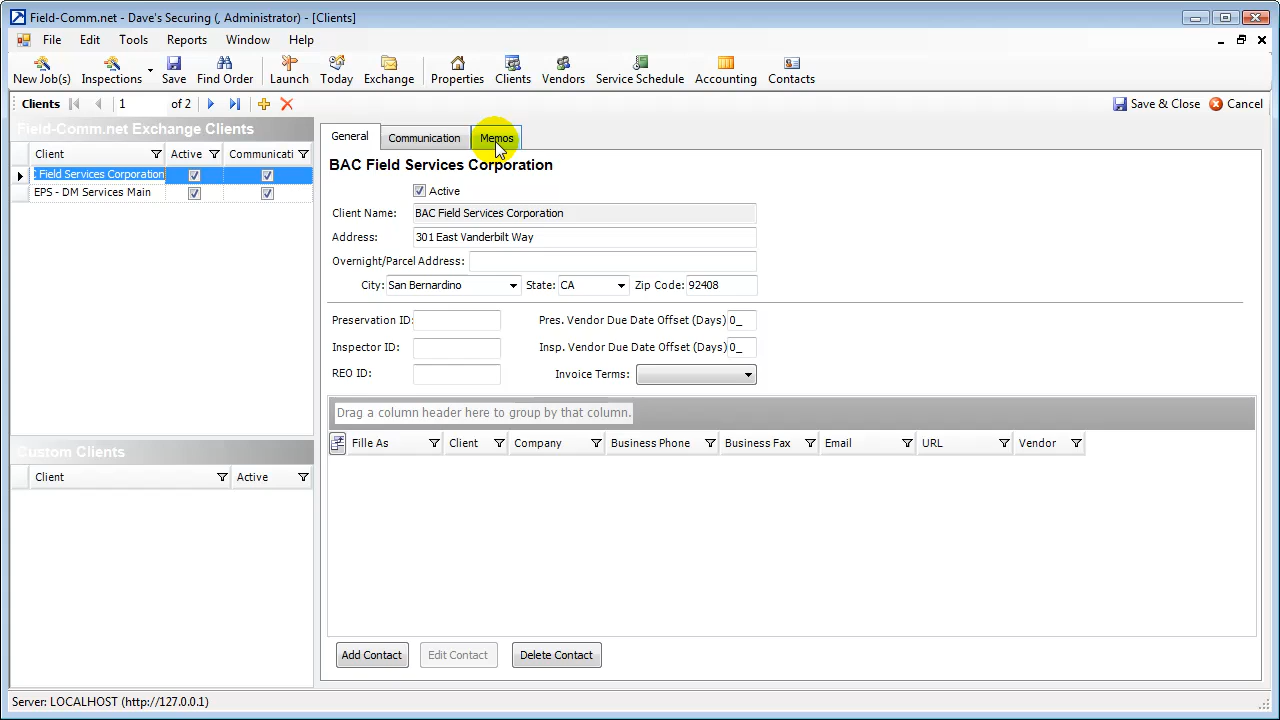 Field-Comm.net - Dave's Securing (, Administrator) - [Clients]
File Edit Tools Reports Window Help
New Job(s) Inspections Save Find Order Launch Today Exchange Properties Clients Vendors Service Schedule Accounting Contacts
Clients 1 of 2 Save & Close Cancel
Field-Comm.net Exchange Clients
Client Active Communicati
Field Services Corporation
EPS - DM Services Main
Custom Clients
Client Active
General Communication Memos
BAC Field Services Corporation
Active
Client Name: BAC Field Services Corporation
Address: 301 East Vanderbilt Way
Overnight/Parcel Address:
City: San Bernardino State: CA Zip Code: 92408
Preservation ID: Pres. Vendor Due Date Offset (Days) 0_
Inspector ID: Insp. Vendor Due Date Offset (Days) 0_
REO ID: Invoice Terms:
Drag a column header here to group by that column.
Fille As Client Company Business Phone Business Fax Email URL Vendor
Add Contact Edit Contact Delete Contact
Server: LOCALHOST (http://127.0.0.1)